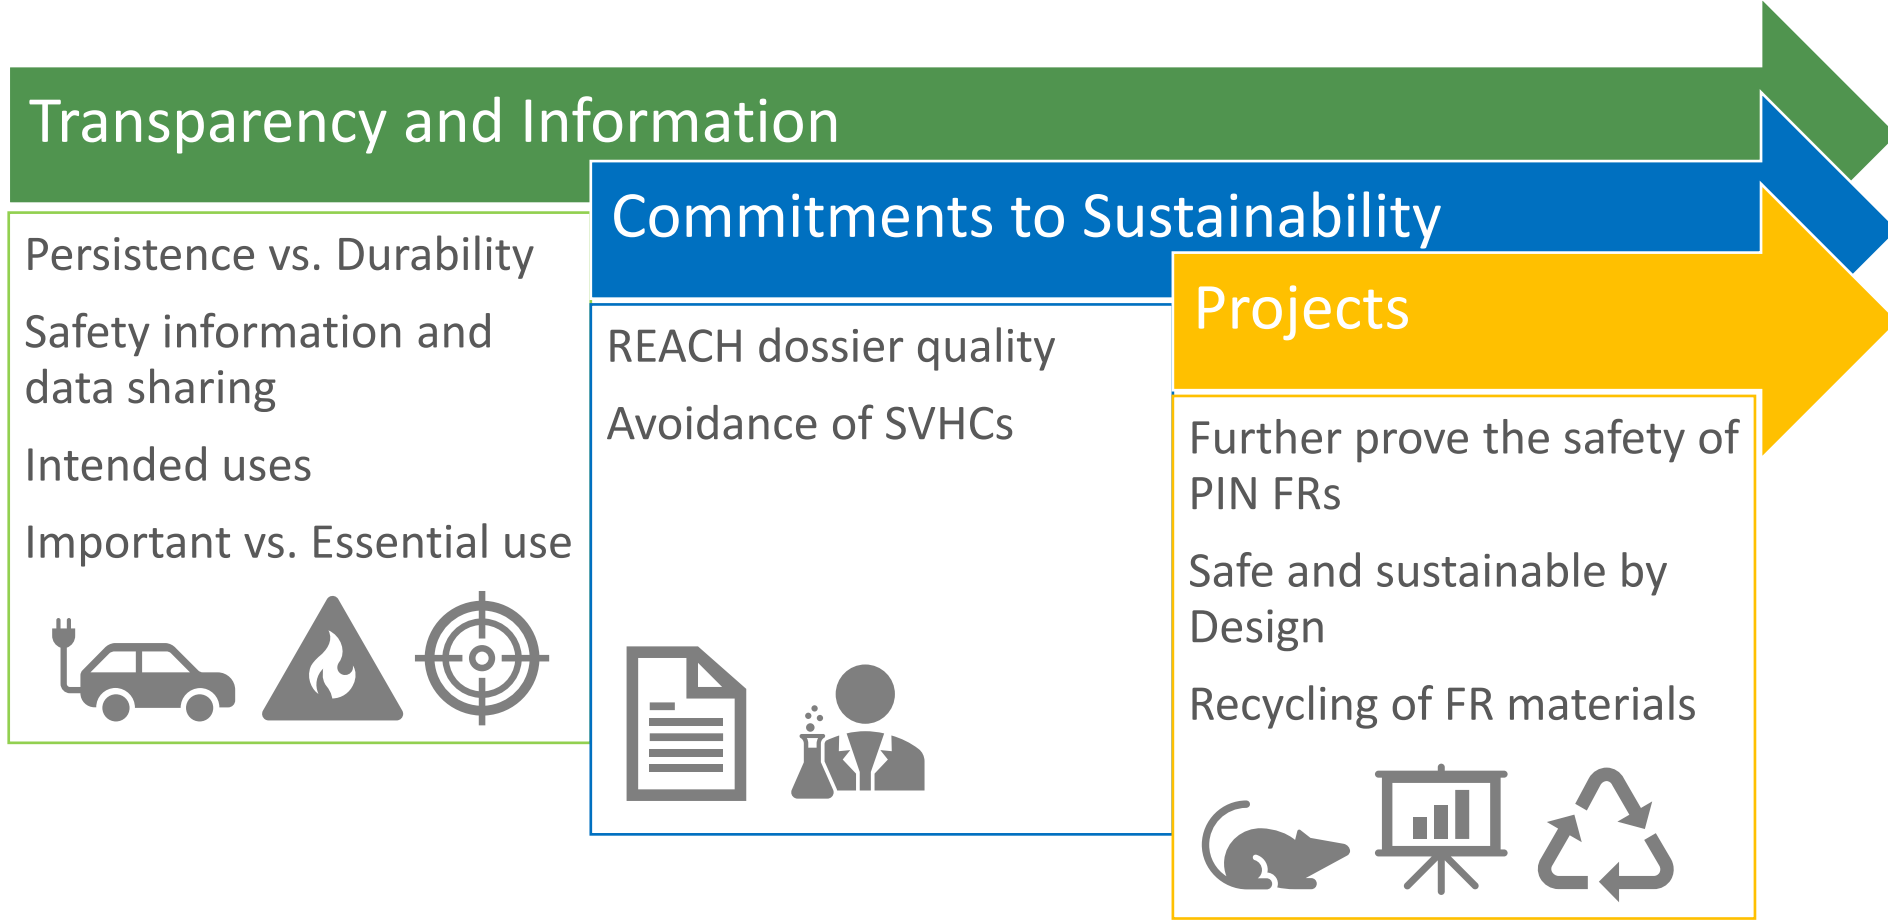 Transparency and Information
Persistence vs. Durability
Safety information and
data sharing
Intended uses
Important vs. Essential use
Commitments to Sustainability
REACH dossier quality
Avoidance of SVHCs
Projects
Further prove the safety of
PIN FRs
Safe and sustainable by
Design
Recycling of FR materials